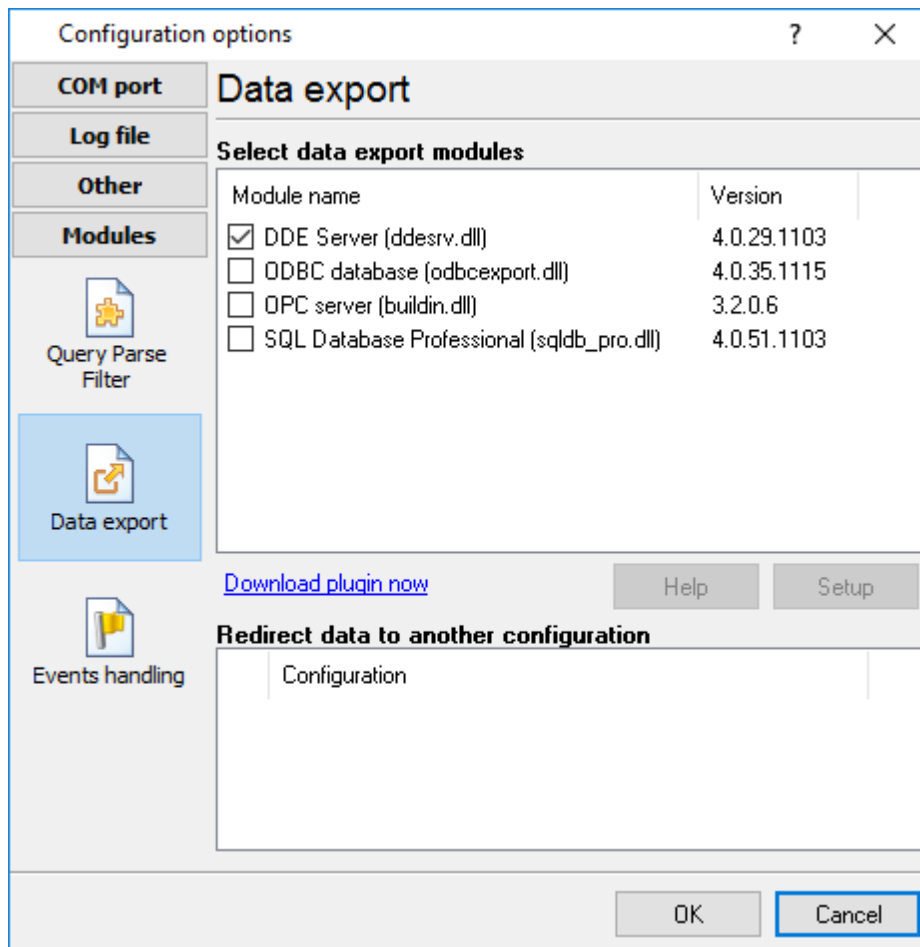 Configuration options
?
COM port
Log file
Other
Modules
Query Parse
Filter
Data export
Events handling
Data export
Select data export modules
Module name Version
DDE Server (ddesrv.dll) 4.0.29.1103
ODBC database (odbcexport.dll) 4.0.35.1115
OPC server (buildin.dll) 3.2.0.6
SQL Database Professional (sqldb_pro.dll) 4.0.51.1103
Download plugin now
Help
Setup
Redirect data to another configuration
Configuration
OK
Cancel